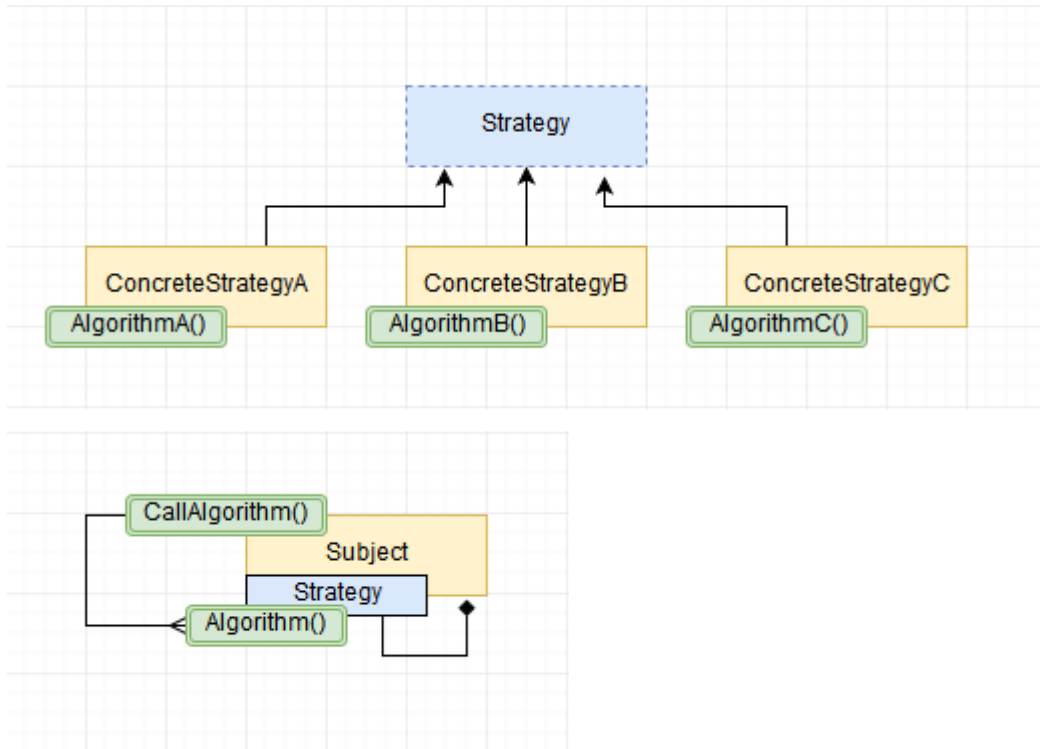 Strategy
ConcreteStrategyA
ConcreteStrategyB
ConcreteStrategyC
AlgorithmA()
AlgorithmB()
AlgorithmC()
CallAlgorithm()
Subject
Strategy
Algorithm()